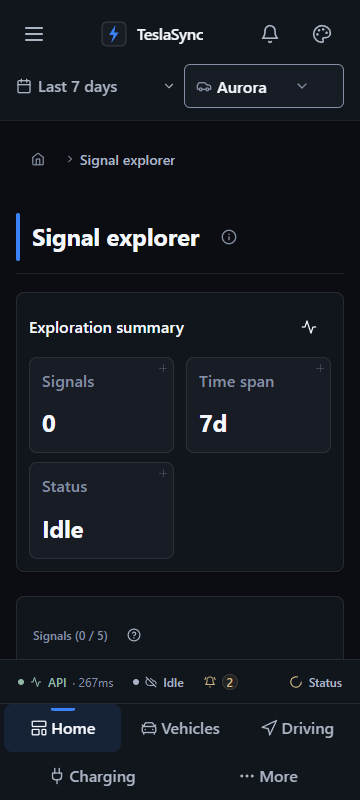 TeslaSync
Last 7 days
Aurora
Signal explorer
Signal explorer
Exploration summary
Signals
Time span
0
7d
Status
Idle
Signals (0 / 5)
API · 267ms
Idle
2
Status
Home
Vehicles
Driving
Charging
More